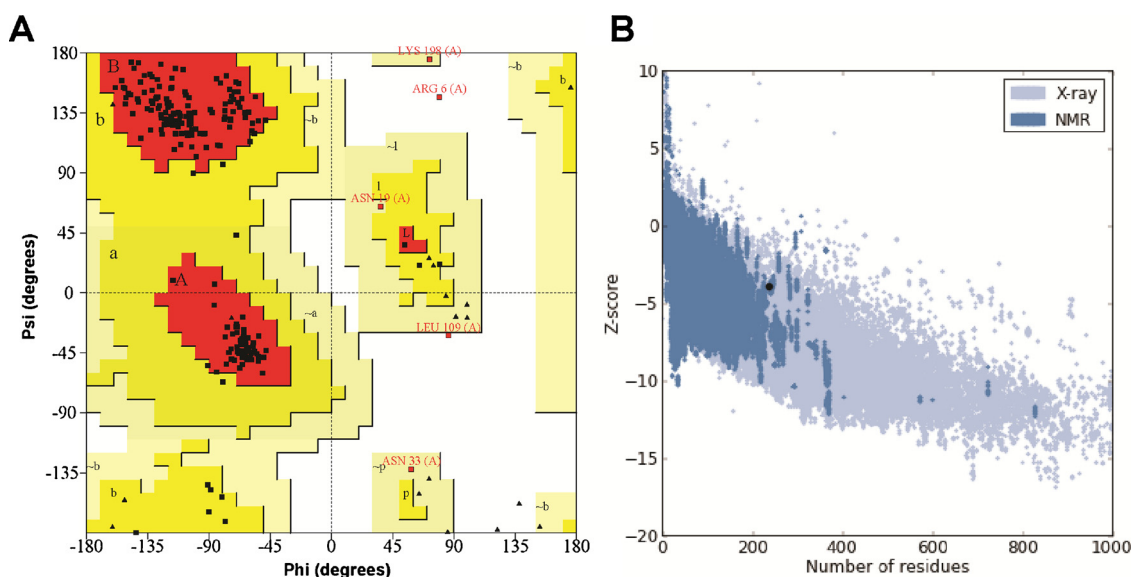 A
180
135
90
45
0
-45
-90
-135
-180
-135
-90
-45
0
45
90
135
180
Psi (degrees)
Phi (degrees)
B
b
~b
LYS 198 (A)
ARG 6 (A)
~b
b
~l
l
ASN 19 (A)
L
a
A
~a
LEU 109 (A)
~b
b
ASN 33 (A)
~p
p
~b
B
X-ray
NMR
10
5
0
−5
−10
−15
−20
0
200
400
600
800
1000
Z-score
Number of residues